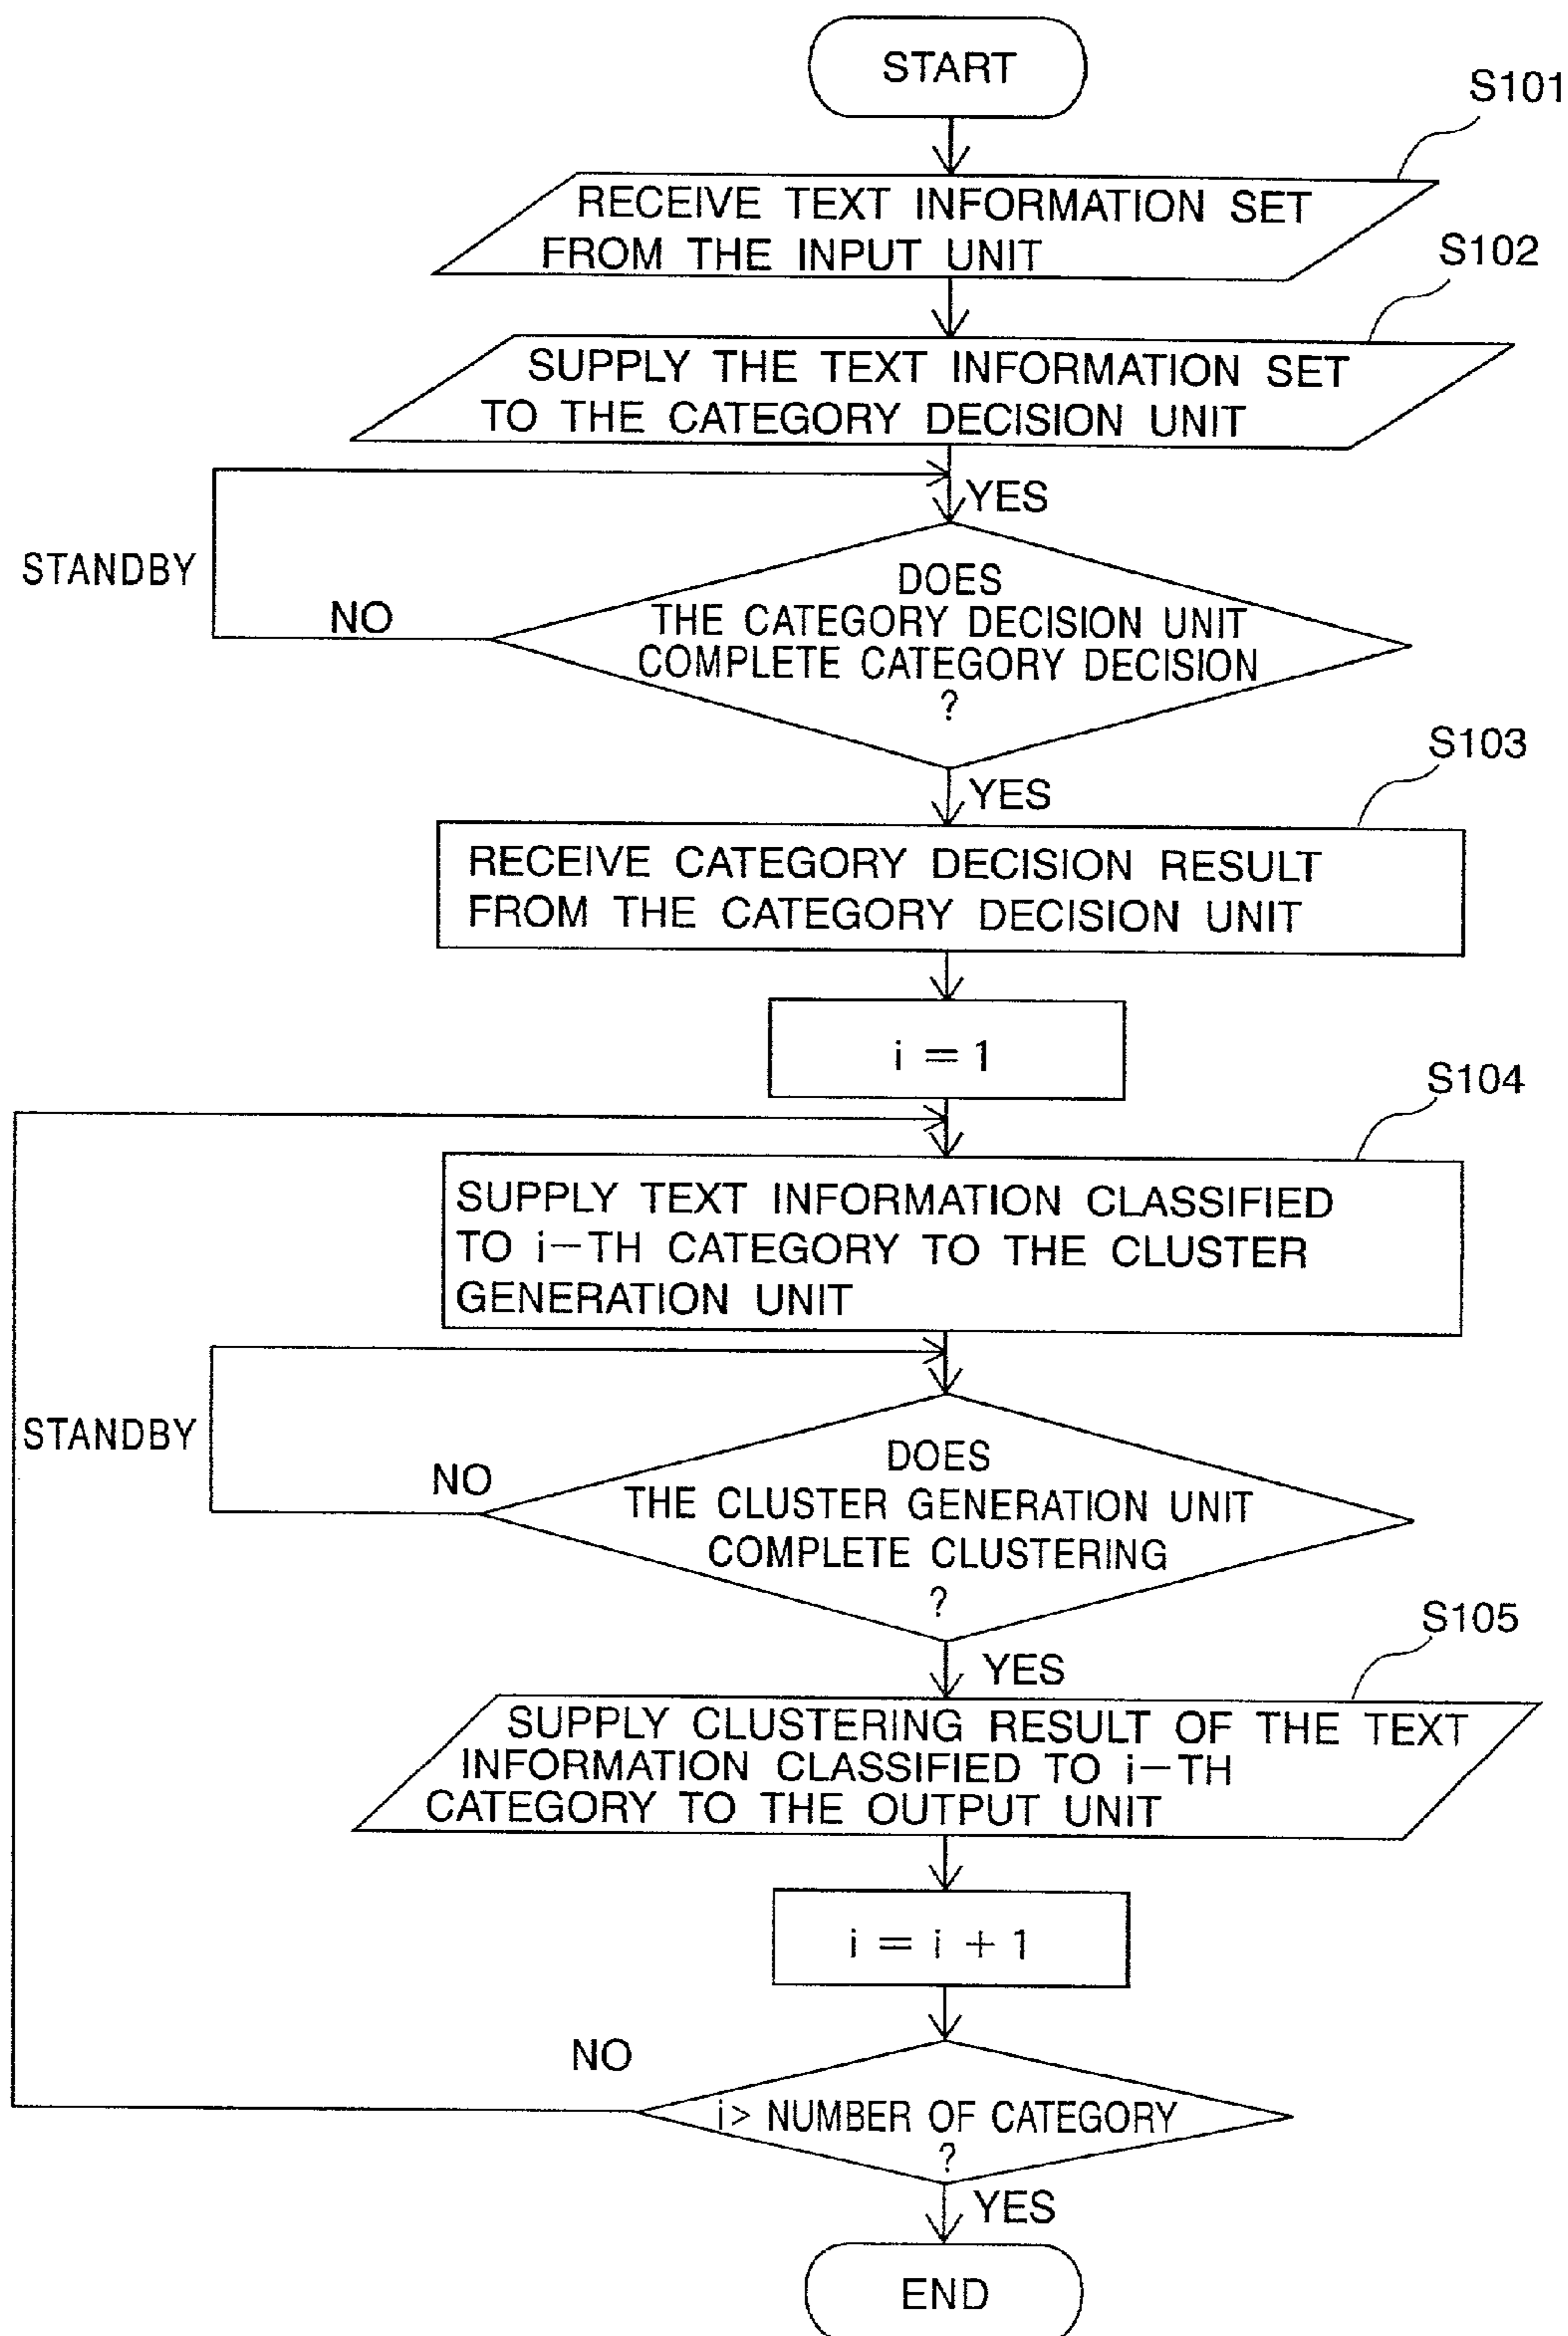 START
S101
RECEIVE TEXT INFORMATION SET
FROM THE INPUT UNIT
S102
SUPPLY THE TEXT INFORMATION SET
TO THE CATEGORY DECISION UNIT
YES
STANDBY
NO
DOES
THE CATEGORY DECISION UNIT
COMPLETE CATEGORY DECISION
?
S103
YES
RECEIVE CATEGORY DECISION RESULT
FROM THE CATEGORY DECISION UNIT
i = 1
S104
SUPPLY TEXT INFORMATION CLASSIFIED
TO i-TH CATEGORY TO THE CLUSTER
GENERATION UNIT
STANDBY
NO
DOES
THE CLUSTER GENERATION UNIT
COMPLETE CLUSTERING
?
S105
YES
SUPPLY CLUSTERING RESULT OF THE TEXT
INFORMATION CLASSIFIED TO i-TH
CATEGORY TO THE OUTPUT UNIT
i = i + 1
NO
i> NUMBER OF CATEGORY
?
YES
END